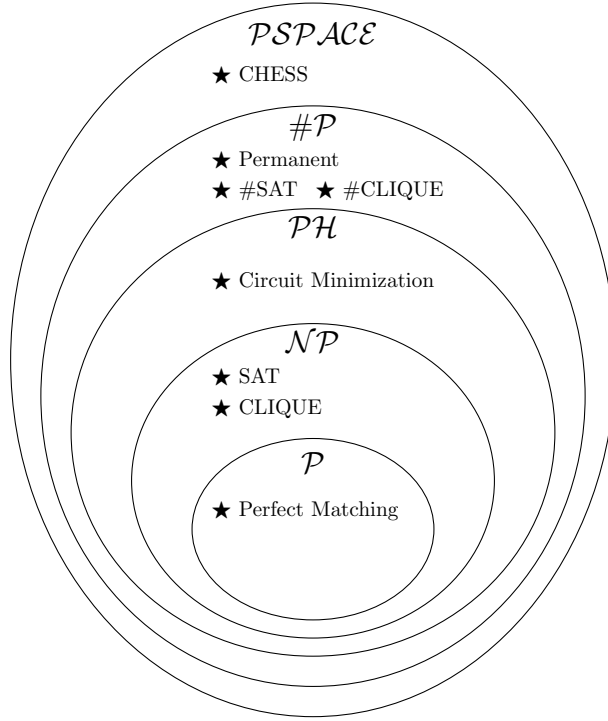 PSPACE
★ CHESS
#P
★ Permanent
★ #SAT ★ #CLIQUE
PH
★ Circuit Minimization
NP
★ SAT
★ CLIQUE
P
★ Perfect Matching